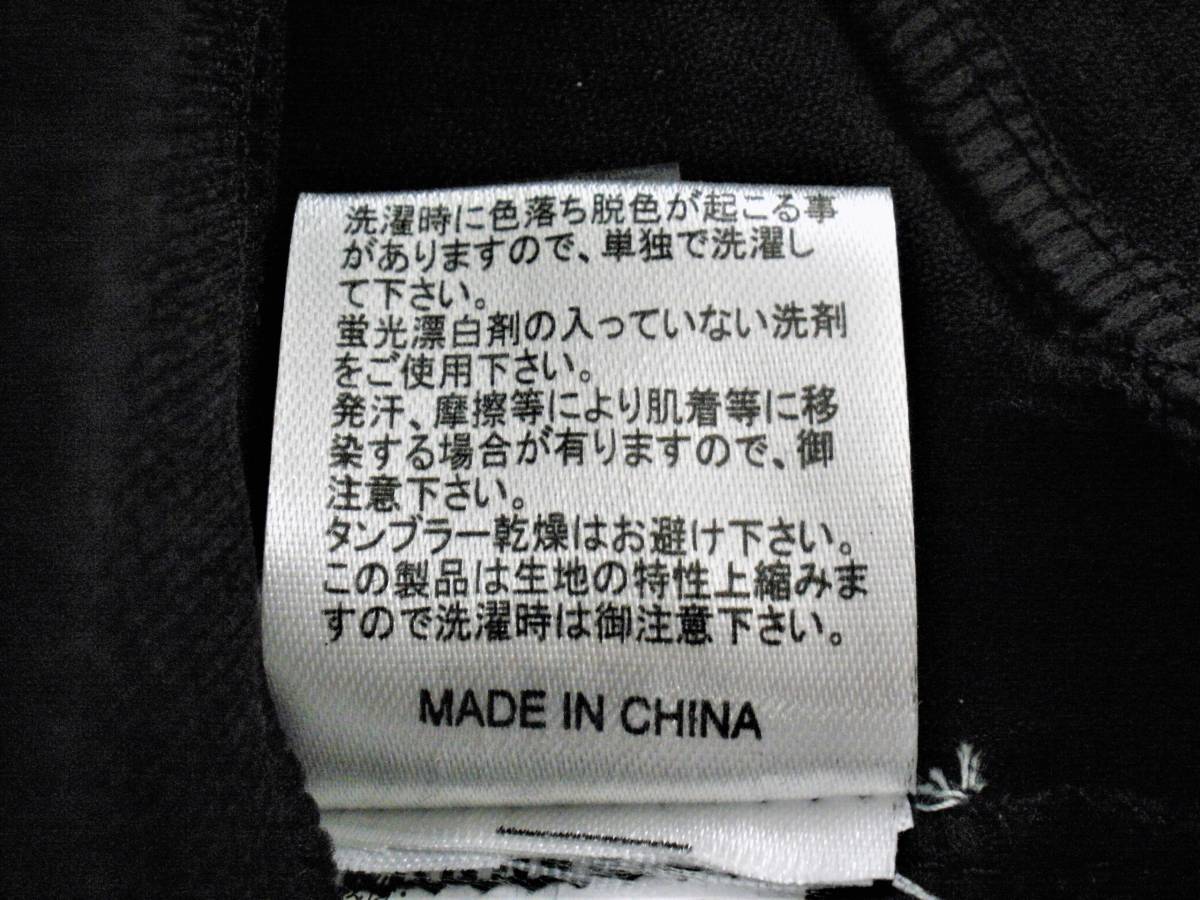 洗濯時に色落ち脱色が起こる事
がありますので、単独で洗濯し
て下さい。
蛍光漂白剤の入っていない洗剤
をご使用下さい。
発汗、摩擦等により肌着等に移
染する場合が有りますので、御
注意下さい。
タンブラー乾燥はお避け下さい。
この製品は生地の特性上縮みま
すので洗濯時は御注意下さい。
MADE IN CHINA